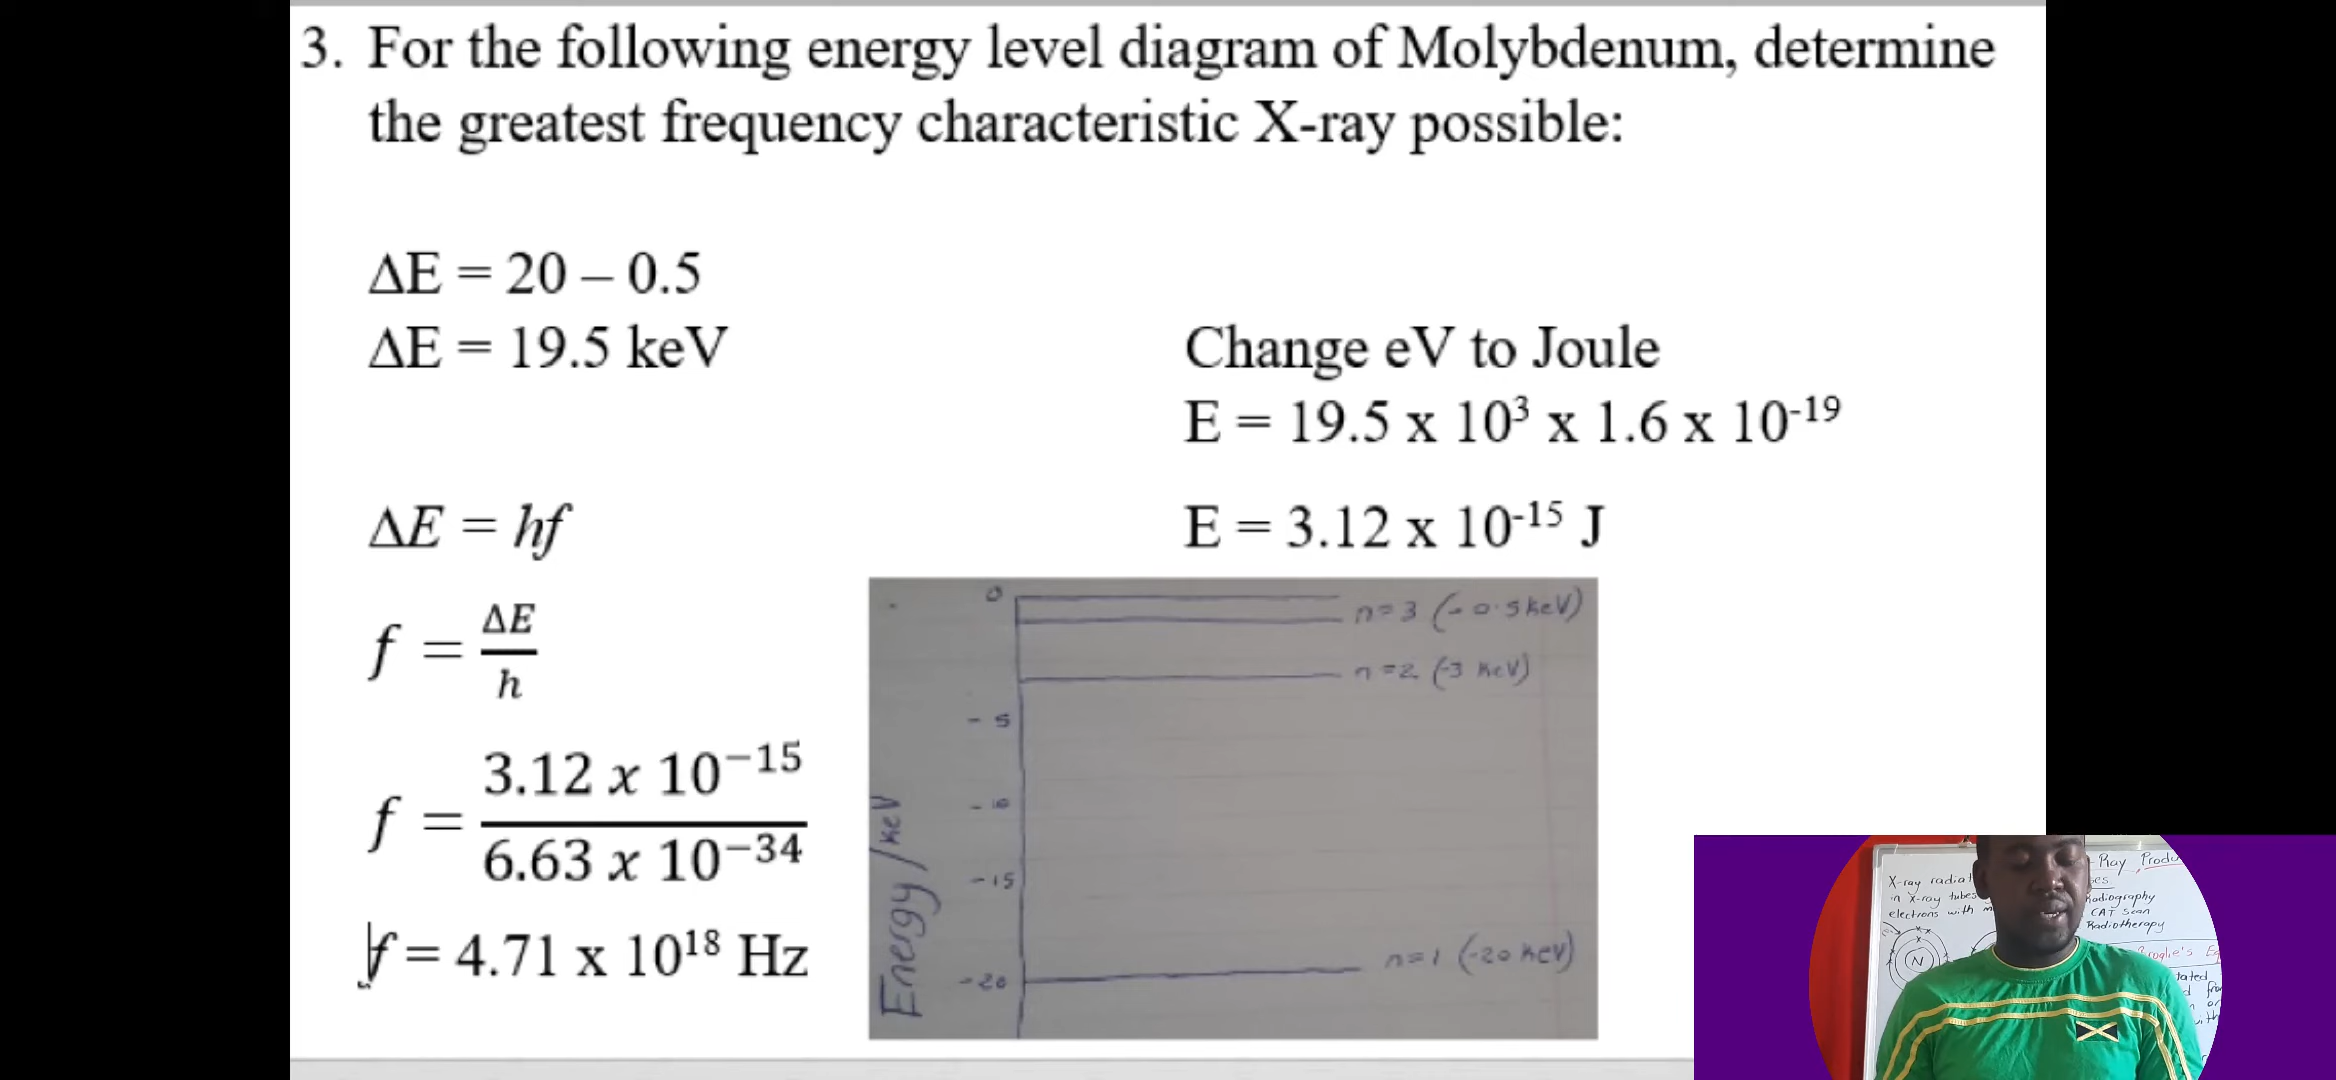 3. For the following energy level diagram of Molybdenum, determine
the greatest frequency characteristic X-ray possible:
ΔE = 20 – 0.5
ΔE = 19.5 keV
Change eV to Joule
E = 19.5 x 10³ x 1.6 x 10⁻¹⁹
ΔE = hf
E = 3.12 x 10⁻¹⁵ J
f = ΔE/h
f = 3.12 x 10⁻¹⁵/6.63 x 10⁻³⁴
f = 4.71 x 10¹⁸ Hz
Energy/keV
0
n=3 (-0.5keV)
n=2 (-3 keV)
-5
-10
-15
n=1 (-20 keV)
-20
Ray Produ
X-ray
in X-ray tubes
electrons with m
N
Radiography
CAT Scan
Radiotherapy